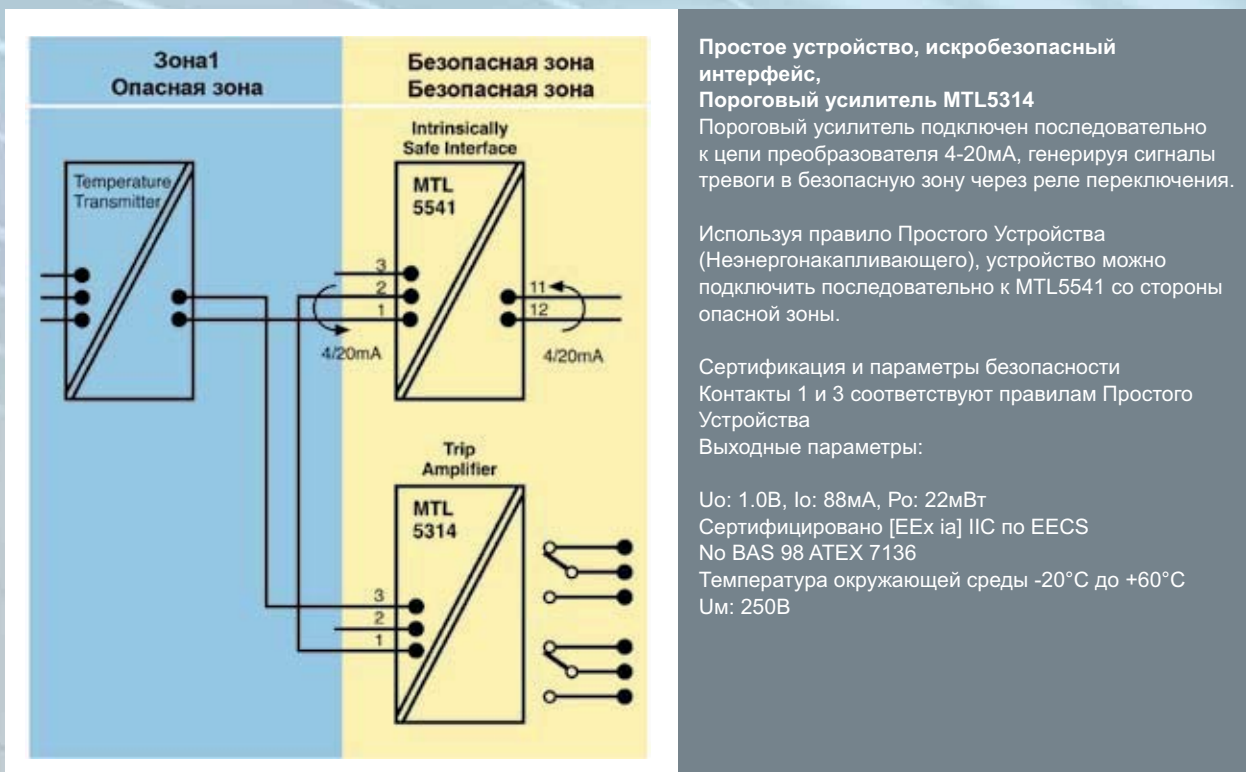 Зона1
Опасная зона
Безопасная зона
Безопасная зона
Intrinsically
Safe Interface
MTL
5541
Temperature
Transmitter
3
2
1
11
12
4/20mA
4/20mA
Trip
Amplifier
MTL
5314
3
2
1
Простое устройство, искробезопасный
интерфейс,
Пороговый усилитель MTL5314
Пороговый усилитель подключен последовательно
к цепи преобразователя 4-20мА, генерируя сигналы
тревоги в безопасную зону через реле переключения.
Используя правило Простого Устройства
(Неэнергонакапливающего), устройство можно
подключить последовательно к MTL5541 со стороны
опасной зоны.
Сертификация и параметры безопасности
Контакты 1 и 3 соответствуют правилам Простого
Устройства
Выходные параметры:
Uo: 1.0В, Io: 88мА, Po: 22мВт
Сертифицировано [EEx ia] IIC по EECS
No BAS 98 ATEX 7136
Температура окружающей среды -20°C до +60°C
Uм: 250В